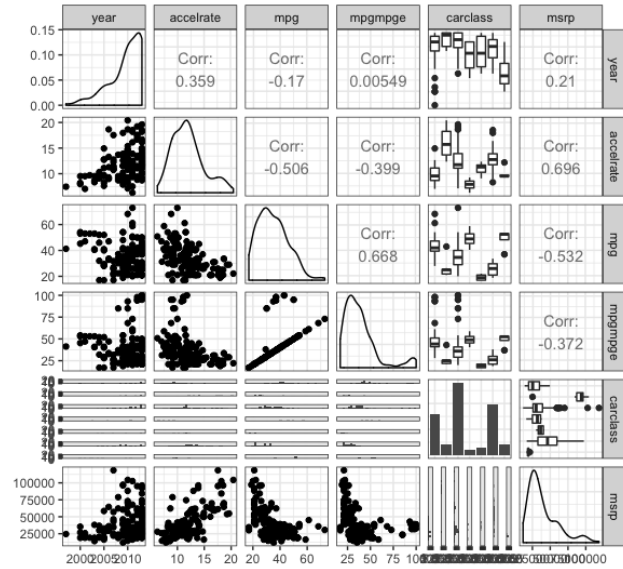 year accelrate mpg mpgmpge carclass msrp
0.15
0.10
0.05
0.00
Corr:
0.359
Corr:
-0.17
Corr:
0.00549
Corr:
0.21
year
20
15
10
Corr:
-0.506
Corr:
-0.399
Corr:
0.696
accelrate
60
40
20
Corr:
0.668
Corr:
-0.532
mpg
100
75
50
25
Corr:
-0.372
mpgmpge
carclass
100000
75000
50000
25000
msrp
2000 2005 2010 10 15 20 20 40 60 25 50 75 100